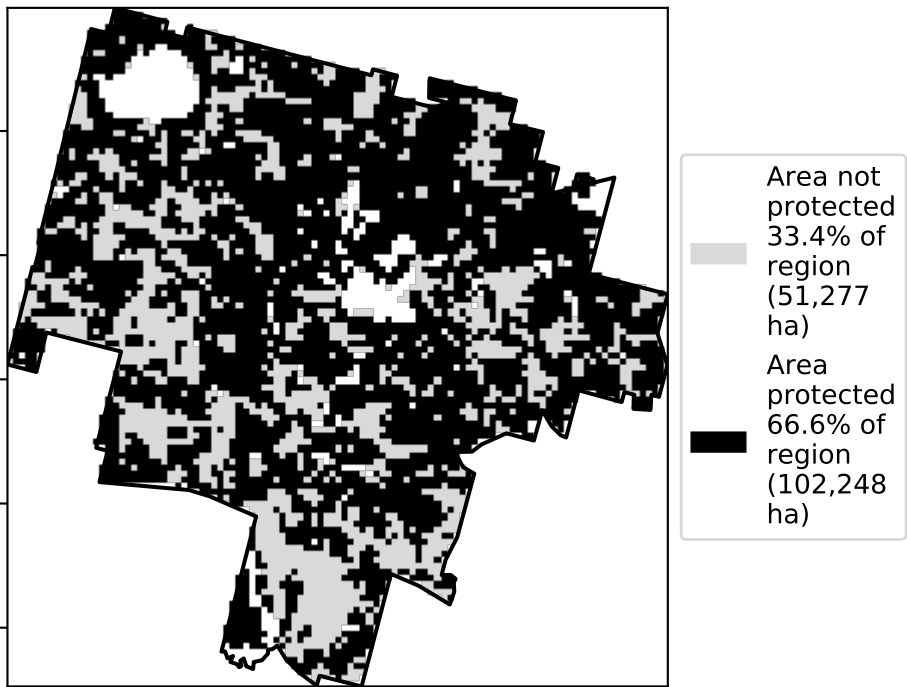 Area not
protected
33.4% of
region
(51,277
ha)
Area
protected
66.6% of
region
(102,248
ha)